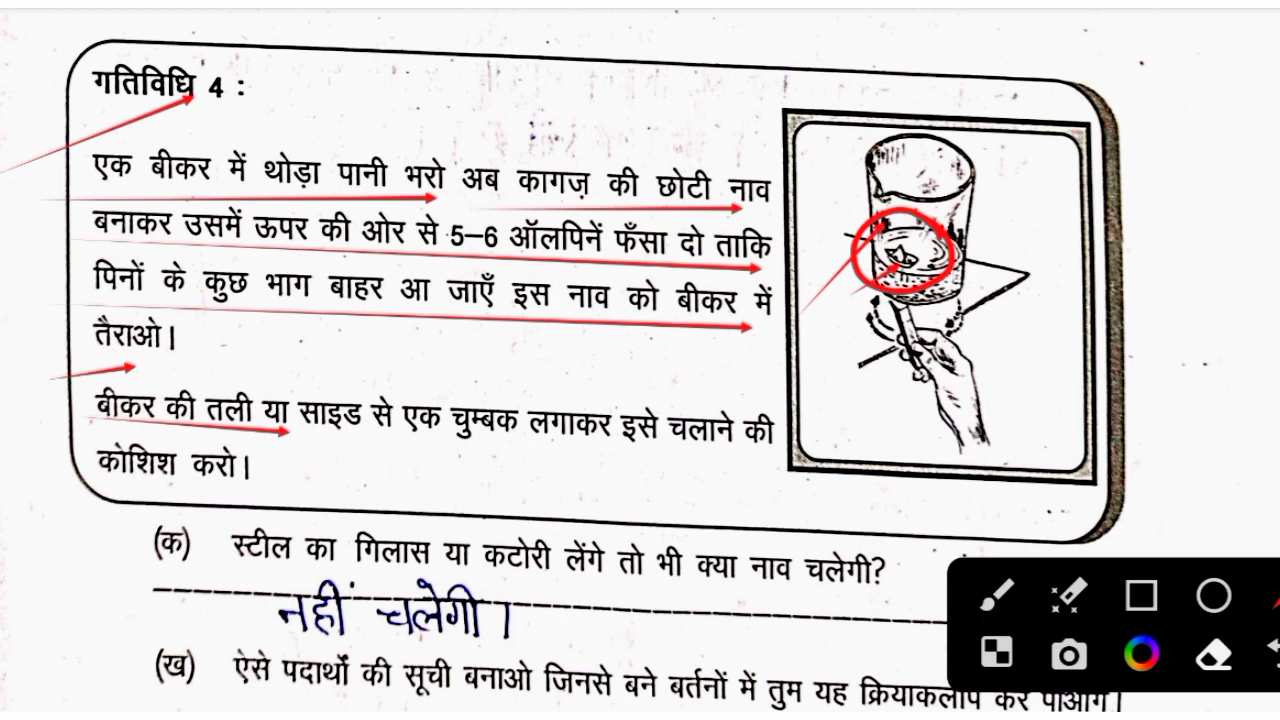 गतिविधि 4 :
एक बीकर में थोड़ा पानी भरो अब कागज़ की छोटी नाव
बनाकर उसमें ऊपर की ओर से 5–6 ऑलपिनें फँसा दो ताकि
पिनों के कुछ भाग बाहर आ जाएँ इस नाव को बीकर में
तैराओ।
बीकर की तली या साइड से एक चुम्बक लगाकर इसे चलाने की
कोशिश करो।
(क) स्टील का गिलास या कटोरी लेंगे तो भी क्या नाव चलेगी?
नहीं चलेगी।
(ख) ऐसे पदार्थों की सूची बनाओ जिनसे बने बर्तनों में तुम यह क्रियाकलाप कर पाओगे।